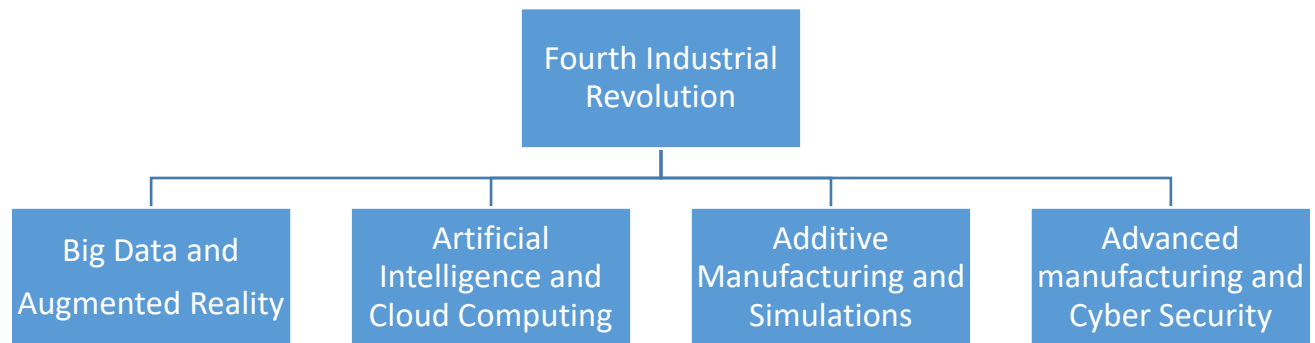 Fourth Industrial
Revolution
Big Data and
Augmented Reality
Artificial
Intelligence and
Cloud Computing
Additive
Manufacturing and
Simulations
Advanced
manufacturing and
Cyber Security